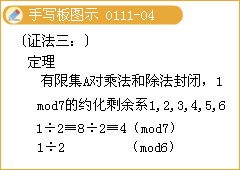 手写板图示 0111-04
〔证法三：〕
定理
有限集A对乘法和除法封闭，1
mod7的约化剩余系1,2,3,4,5,6
1÷2≡8÷2≡4（mod7）
1÷2 （mod6）